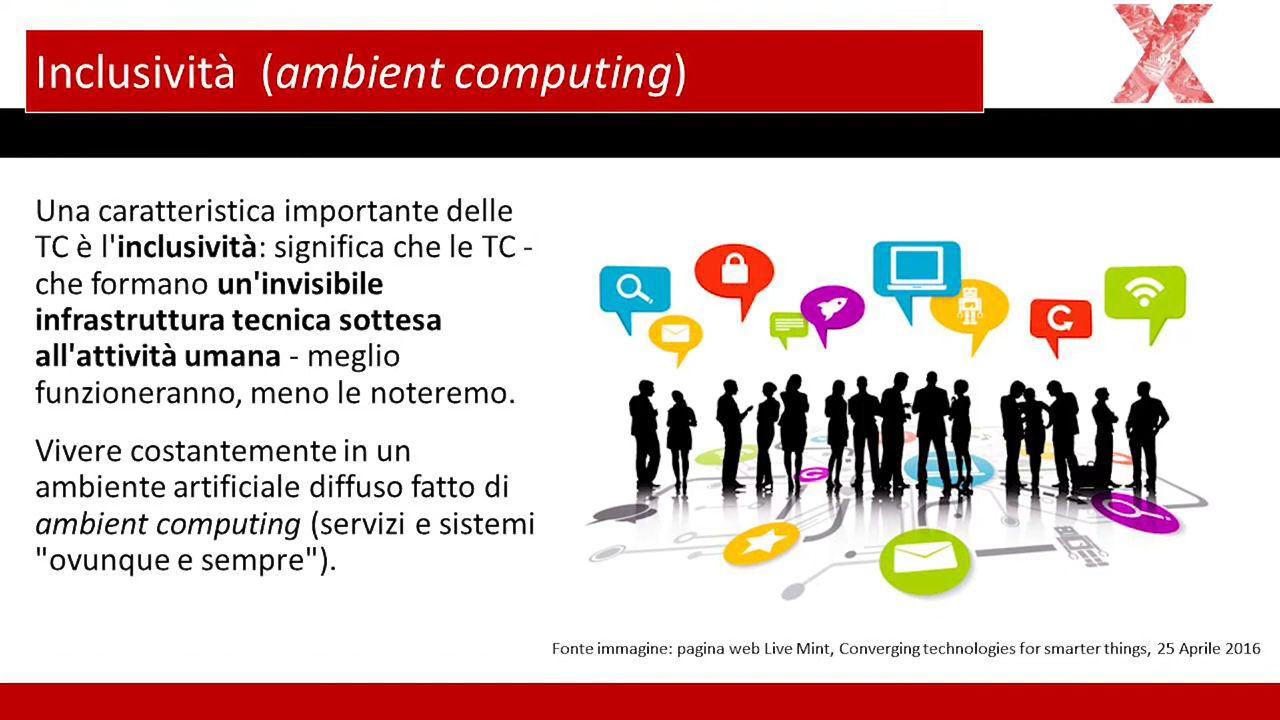 Inclusività (ambient computing)
Una caratteristica importante delle
TC è l'inclusività: significa che le TC -
che formano un'invisibile
infrastruttura tecnica sottesa
all'attività umana - meglio
funzioneranno, meno le noteremo.
Vivere costantemente in un
ambiente artificiale diffuso fatto di
ambient computing (servizi e sistemi
"ovunque e sempre").
Fonte immagine: pagina web Live Mint, Converging technologies for smarter things, 25 Aprile 2016